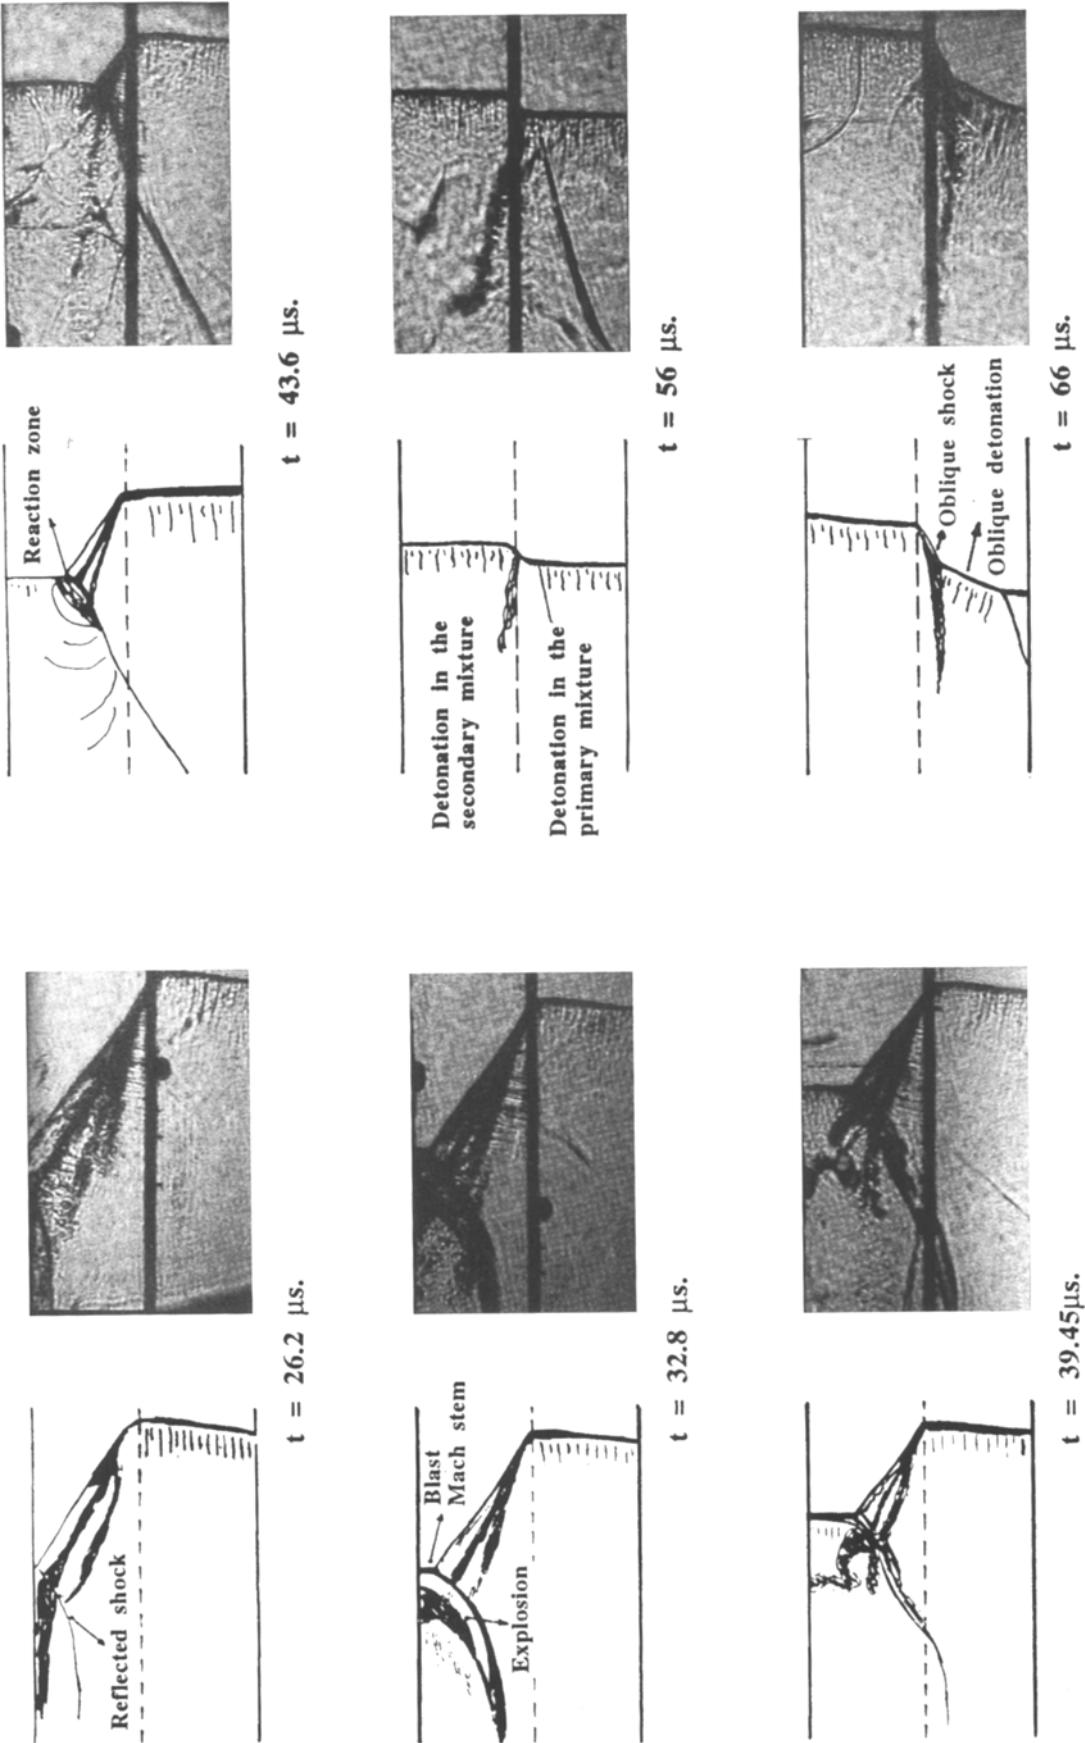 Reflected shock
t = 26.2 μs.
Blast
Mach stem
Explosion
t = 32.8 μs.
t = 39.45μs.
Reaction zone
t = 43.6 μs.
Detonation in the
secondary mixture
Detonation in the
primary mixture
t = 56 μs.
Oblique shock
Oblique detonation
t = 66 μs.